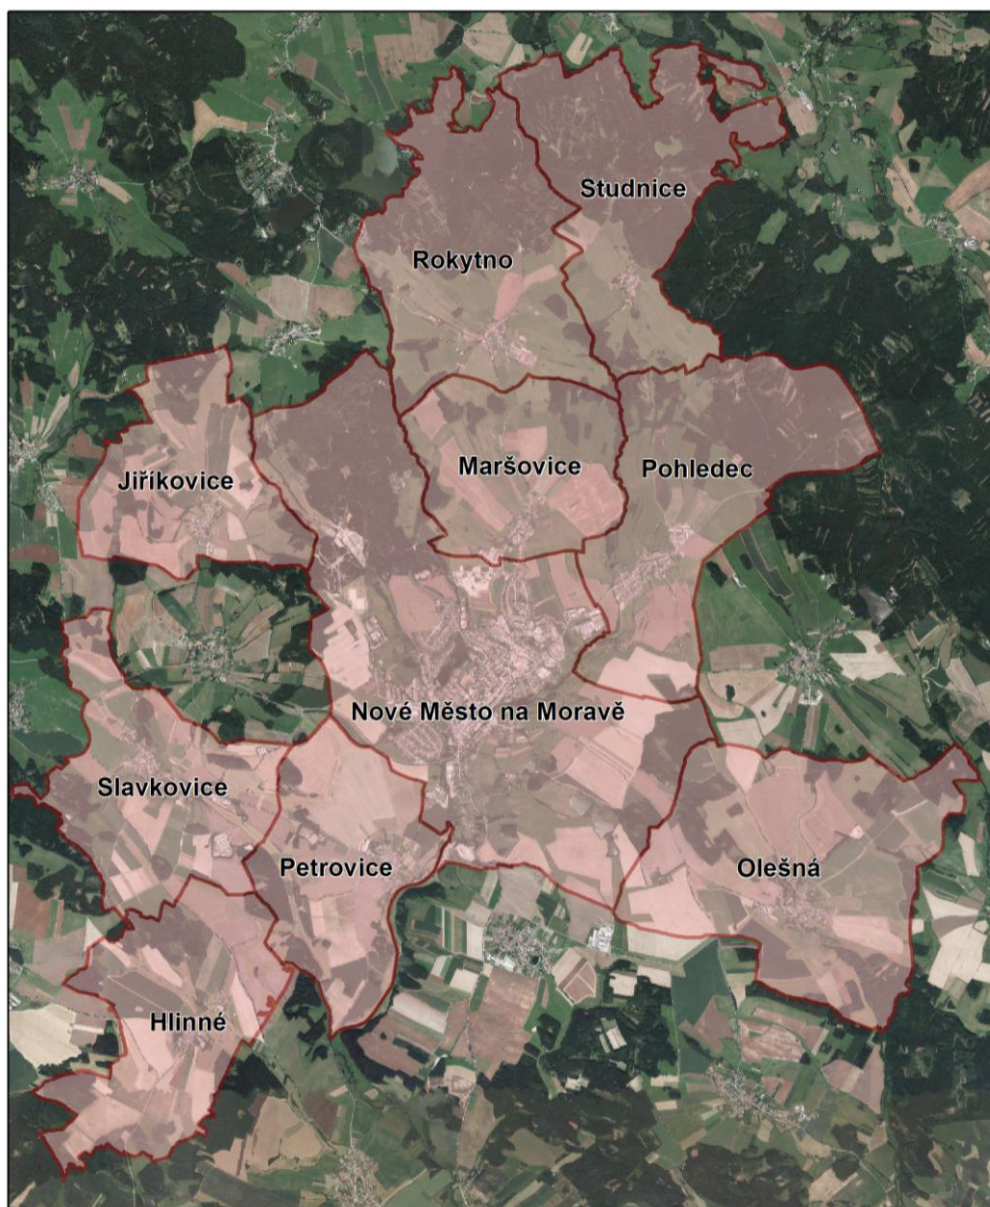 Studnice
Rokytno
Maršovice
Pohledec
Jiříkovice
Nové Město na Moravě
Slavkovice
Petrovice
Olešná
Hlinné